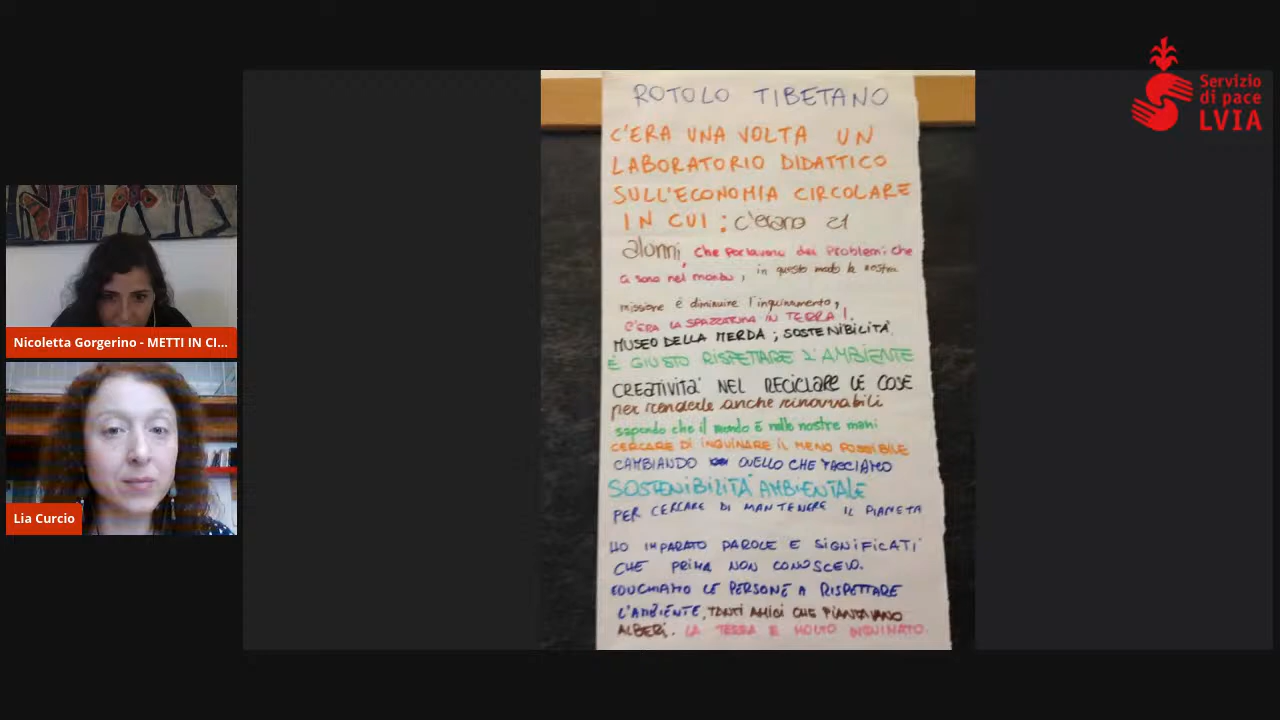 Servizio
di pace
LVIA
ROTOLO TIBETANO
C'ERA UNA VOLTA UN
LABORATORIO DIDATTICO
SULL'ECONOMIA CIRCOLARE
IN CUI : c'erano 21
alunni, che parlavano dei problemi che
ci sono nel mondo, in questo modo la nostra
missione è diminuire l'inquinamento,
C'ERA LA SPAZZATURA IN TERRA !.
MUSEO DELLA MERDA ; SOSTENIBILITÀ.
È GIUSTO RISPETTARE L'AMBIENTE
CREATIVITA' NEL RECICLARE LE COSE
per renderle anche rinnovabili
sapendo che il mondo è nelle nostre mani
CERCARE DI INQUINARE IL MENO POSSIBILE
CAMBIANDO QUELLO CHE FACCIAMO
SOSTENIBILITA' AMBIENTALE
PER CERCARE DI MANTENERE IL PIANETA
HO IMPARATO PAROLE E SIGNIFICATI
CHE PRIMA NON CONOSCEVO.
EDUCHIAMO LE PERSONE A RISPETTARE
L'AMBIENTE, TANTI AMICI CHE PIANTAVANO
ALBERI. LA TERRA E MOLTO INQUINATO.
Nicoletta Gorgerino - METTI IN CI...
Lia Curcio